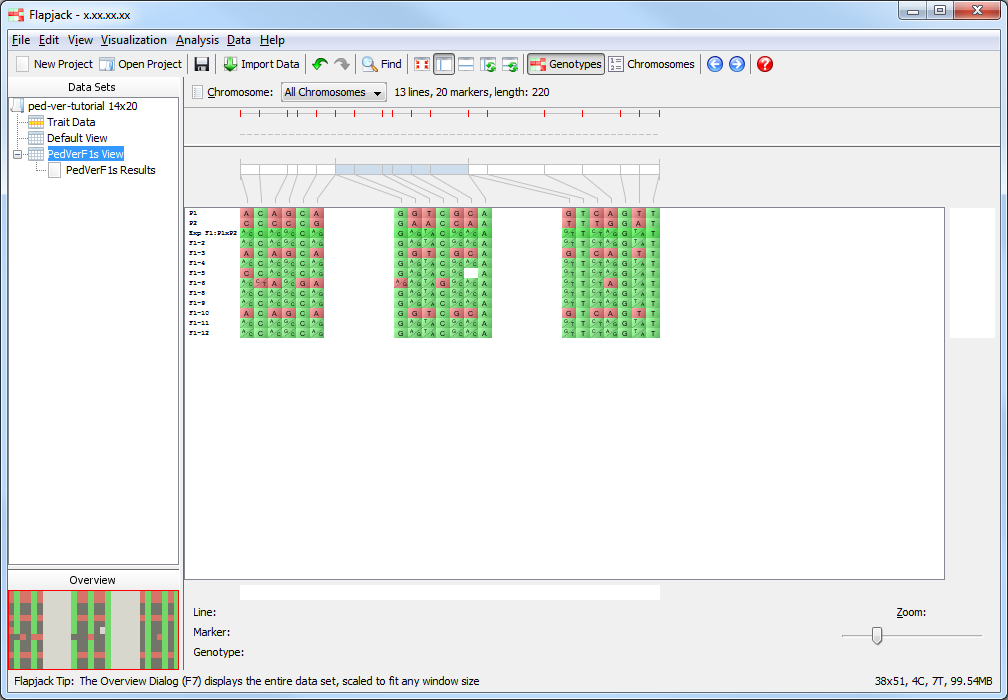 Flapjack - x.xx.xx.xx
File Edit View Visualization Analysis Data Help
New Project Open Project Import Data Find Genotypes Chromosomes
Data Sets
ped-ver-tutorial 14x20
Trait Data
Default View
PedVerF1s View
PedVerF1s Results
Chromosome: All Chromosomes 13 lines, 20 markers, length: 220
P1 A C A G C A G G T C G C A G T C A G T T
P2 C C C C C G G A A A C A A T T T G G A T
Exp F1:P1xP2
F1-2
F1-3 A C A G C A G G T C G C A G T C A G T T
F1-4
F1-5
F1-6
F1-8
F1-9
F1-10 A C A G C A G G T C G C A G T C A G T T
F1-11
F1-12
Overview
Line:
Marker:
Genotype:
Zoom:
Flapjack Tip: The Overview Dialog (F7) displays the entire data set, scaled to fit any window size
38x51, 4C, 7T, 99.54MB